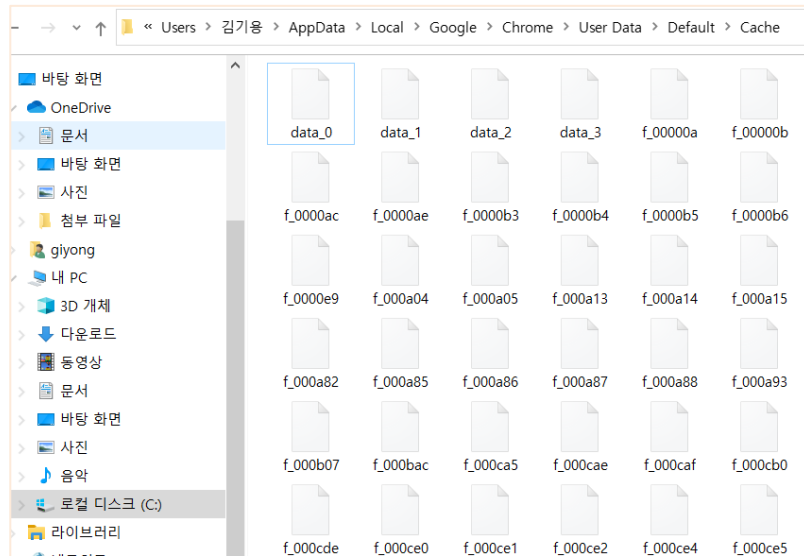 « Users > 김기용 > AppData > Local > Google > Chrome > User Data > Default > Cache
바탕 화면
OneDrive
문서
바탕 화면
사진
첨부 파일
giyong
내 PC
3D 개체
다운로드
동영상
문서
바탕 화면
사진
음악
로컬 디스크 (C:)
라이브러리
data_0 data_1 data_2 data_3 f_00000a f_00000b
f_0000ac f_0000ae f_0000b3 f_0000b4 f_0000b5 f_0000b6
f_0000e9 f_000a04 f_000a05 f_000a13 f_000a14 f_000a15
f_000a82 f_000a85 f_000a86 f_000a87 f_000a88 f_000a93
f_000b07 f_000bac f_000ca5 f_000cae f_000caf f_000cb0
f_000cde f_000ce0 f_000ce1 f_000ce2 f_000ce4 f_000ce5